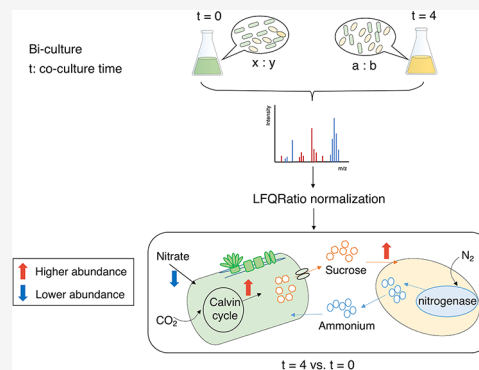 t = 0
t = 4
Bi-culture
t: co-culture time
x : y
a : b
Intensity
m/z
LFQRatio normalization
Higher abundance
Lower abundance
Nitrate
CO2
Calvin
cycle
Sucrose
Ammonium
N2
nitrogenase
t = 4 vs. t = 0